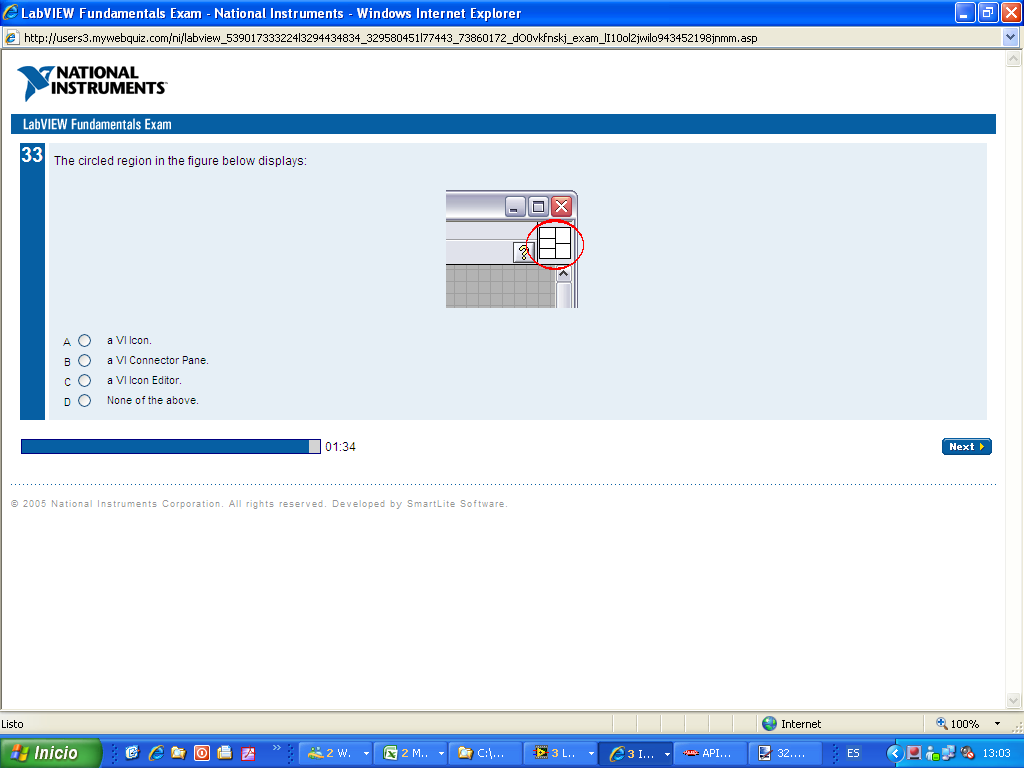 LabVIEW Fundamentals Exam - National Instruments - Windows Internet Explorer
http://users3.mywebquiz.com/ni/labview_539017333224l3294434834_329580451l77443_73860172_dO0vkfnskj_exam_lI10ol2jwilo943452198jnmm.asp
NATIONAL
INSTRUMENTS
LabVIEW Fundamentals Exam
33 The circled region in the figure below displays:
?
A a VI Icon.
B a VI Connector Pane.
C a VI Icon Editor.
D None of the above.
01:34
Next
© 2005 National Instruments Corporation. All rights reserved. Developed by SmartLite Software.
Listo
Internet
100%
Inicio
2 W.
2 M...
C:\...
3 L...
3 I...
API...
32....
ES
13:03